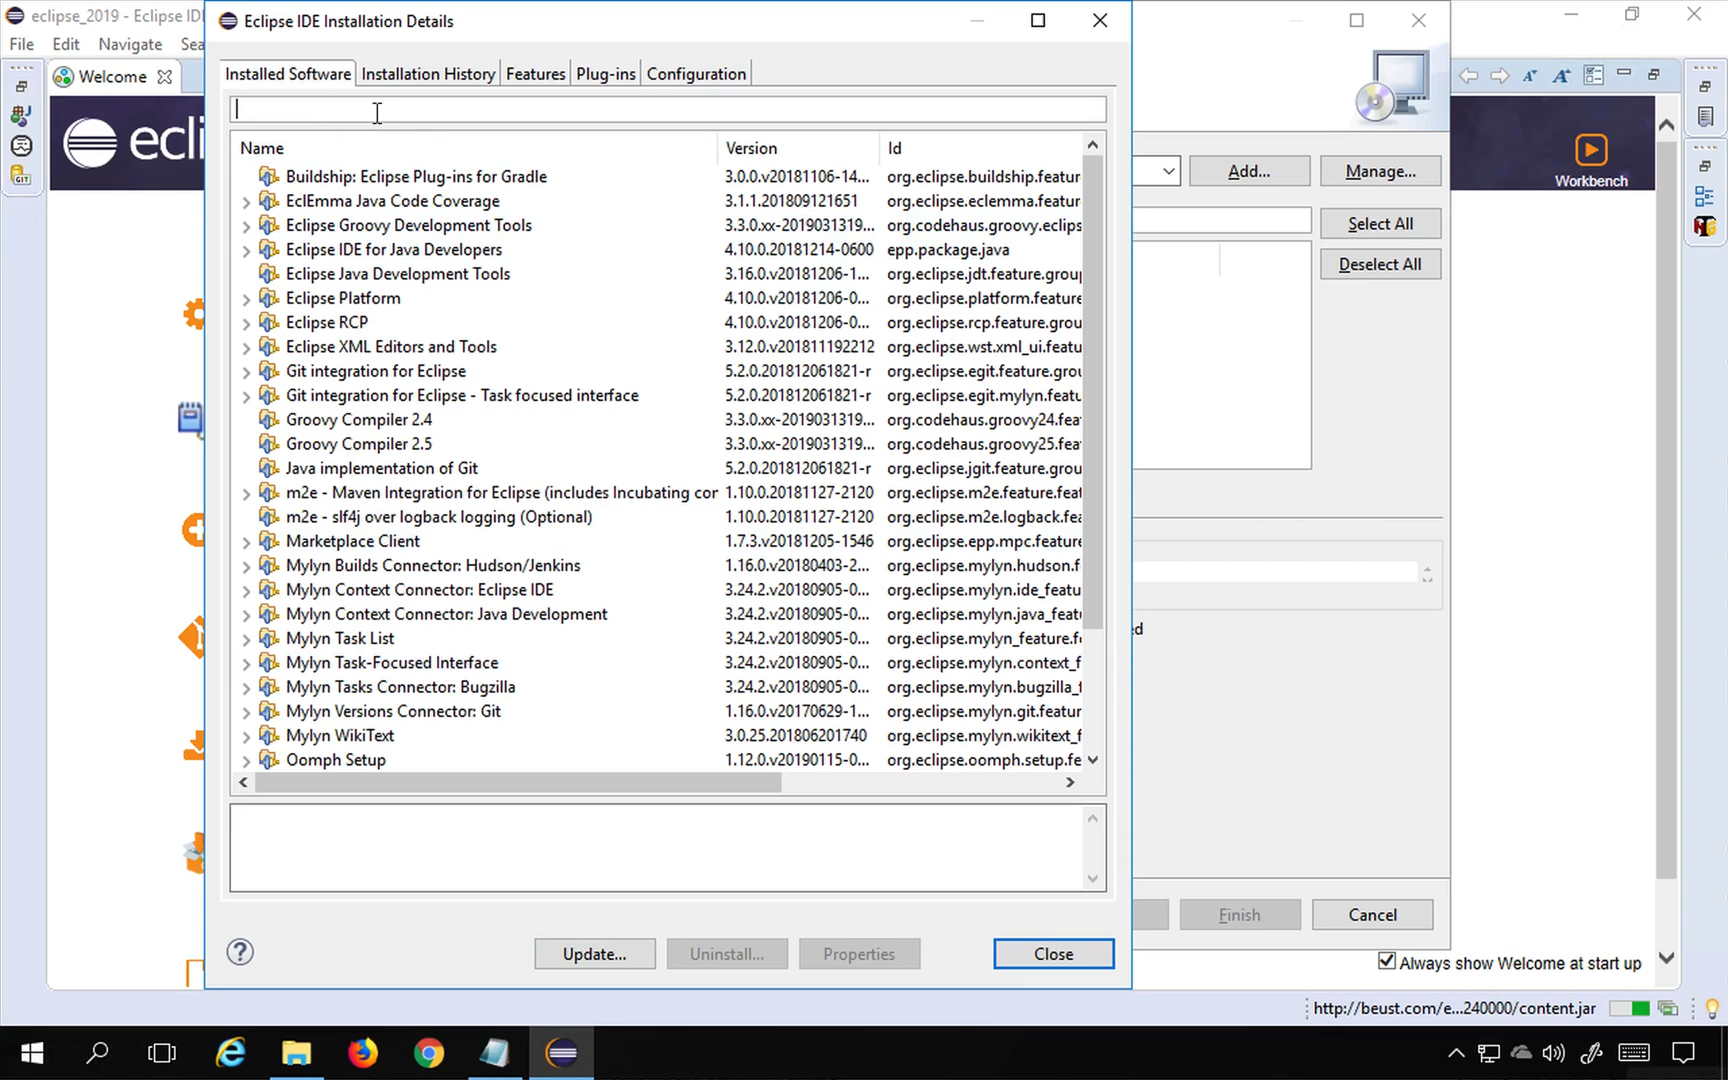 eclipse_2019 - Eclipse IDE
File Edit Navigate Sea
Welcome
ecli
Eclipse IDE Installation Details
Installed Software Installation History Features Plug-ins Configuration
Name Version Id
Buildship: Eclipse Plug-ins for Gradle 3.0.0.v20181106-14... org.eclipse.buildship.featur
EclEmma Java Code Coverage 3.1.1.201809121651 org.eclipse.eclemma.featur
Eclipse Groovy Development Tools 3.3.0.xx-2019031319... org.codehaus.groovy.eclips
Eclipse IDE for Java Developers 4.10.0.20181214-0600 epp.package.java
Eclipse Java Development Tools 3.16.0.v20181206-1... org.eclipse.jdt.feature.group
Eclipse Platform 4.10.0.v20181206-0... org.eclipse.platform.feature
Eclipse RCP 4.10.0.v20181206-0... org.eclipse.rcp.feature.grou
Eclipse XML Editors and Tools 3.12.0.v201811192212 org.eclipse.wst.xml_ui.featu
Git integration for Eclipse 5.2.0.201812061821-r org.eclipse.egit.feature.gro
Git integration for Eclipse - Task focused interface 5.2.0.201812061821-r org.eclipse.egit.mylyn.featu
Groovy Compiler 2.4 3.3.0.xx-2019031319... org.codehaus.groovy24.feat
Groovy Compiler 2.5 3.3.0.xx-2019031319... org.codehaus.groovy25.feat
Java implementation of Git 5.2.0.201812061821-r org.eclipse.jgit.feature.grou
m2e - Maven Integration for Eclipse (includes Incubating cor 1.10.0.20181127-2120 org.eclipse.m2e.feature.feat
m2e - slf4j over logback logging (Optional) 1.10.0.20181127-2120 org.eclipse.m2e.logback.fea
Marketplace Client 1.7.3.v20181205-1546 org.eclipse.epp.mpc.feature
Mylyn Builds Connector: Hudson/Jenkins 1.16.0.v20180403-2... org.eclipse.mylyn.hudson.f
Mylyn Context Connector: Eclipse IDE 3.24.2.v20180905-0... org.eclipse.mylyn.ide_featu
Mylyn Context Connector: Java Development 3.24.2.v20180905-0... org.eclipse.mylyn.java_featu
Mylyn Task List 3.24.2.v20180905-0... org.eclipse.mylyn_feature.fe
Mylyn Task-Focused Interface 3.24.2.v20180905-0... org.eclipse.mylyn.context_f
Mylyn Tasks Connector: Bugzilla 3.24.2.v20180905-0... org.eclipse.mylyn.bugzilla_f
Mylyn Versions Connector: Git 1.16.0.v20170629-1... org.eclipse.mylyn.git.featur
Mylyn WikiText 3.0.25.201806201740 org.eclipse.mylyn.wikitext_f
Oomph Setup 1.12.0.v20190115-0... org.eclipse.oomph.setup.fe
Update... Uninstall... Properties Close
Add... Manage...
Select All
Deselect All
ed
Finish Cancel
Workbench
Always show Welcome at start up
http://beust.com/e...240000/content.jar
GIT